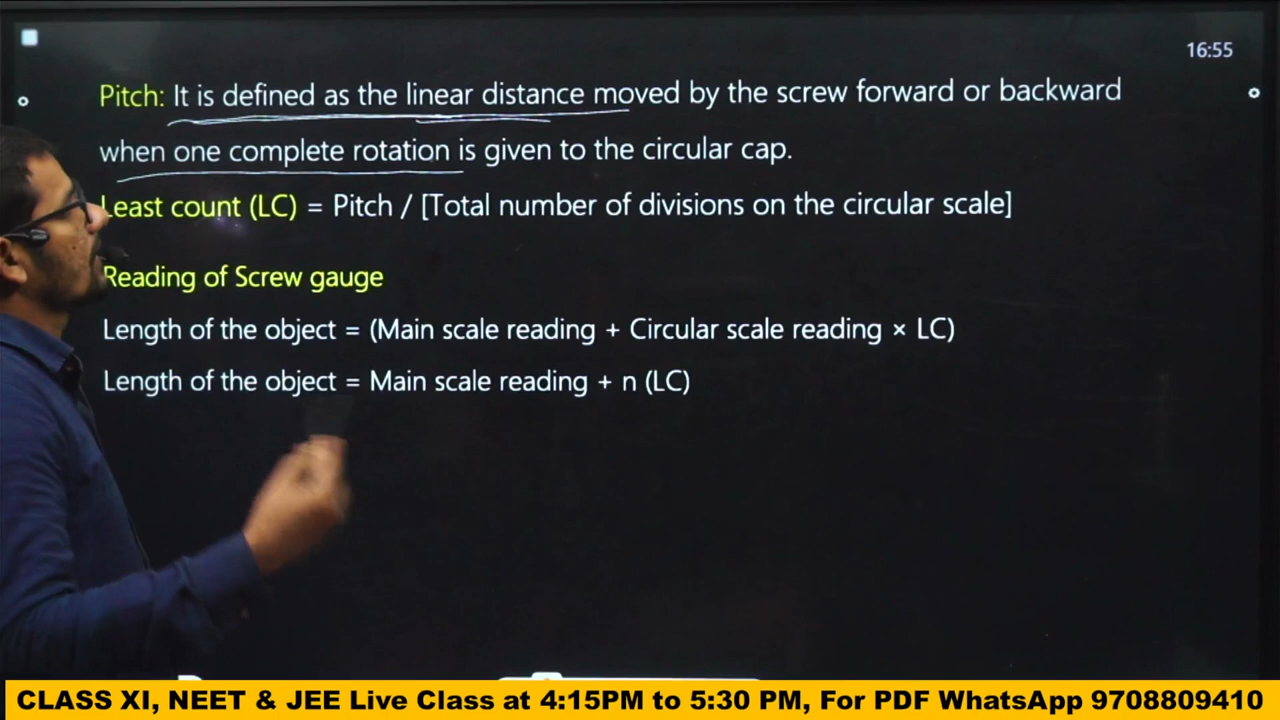 16:55
Pitch: It is defined as the linear distance moved by the screw forward or backward
when one complete rotation is given to the circular cap.
Least count (LC) = Pitch / [Total number of divisions on the circular scale]
Reading of Screw gauge
Length of the object = (Main scale reading + Circular scale reading × LC)
Length of the object = Main scale reading + n (LC)
CLASS XI, NEET & JEE Live Class at 4:15PM to 5:30 PM, For PDF WhatsApp 9708809410